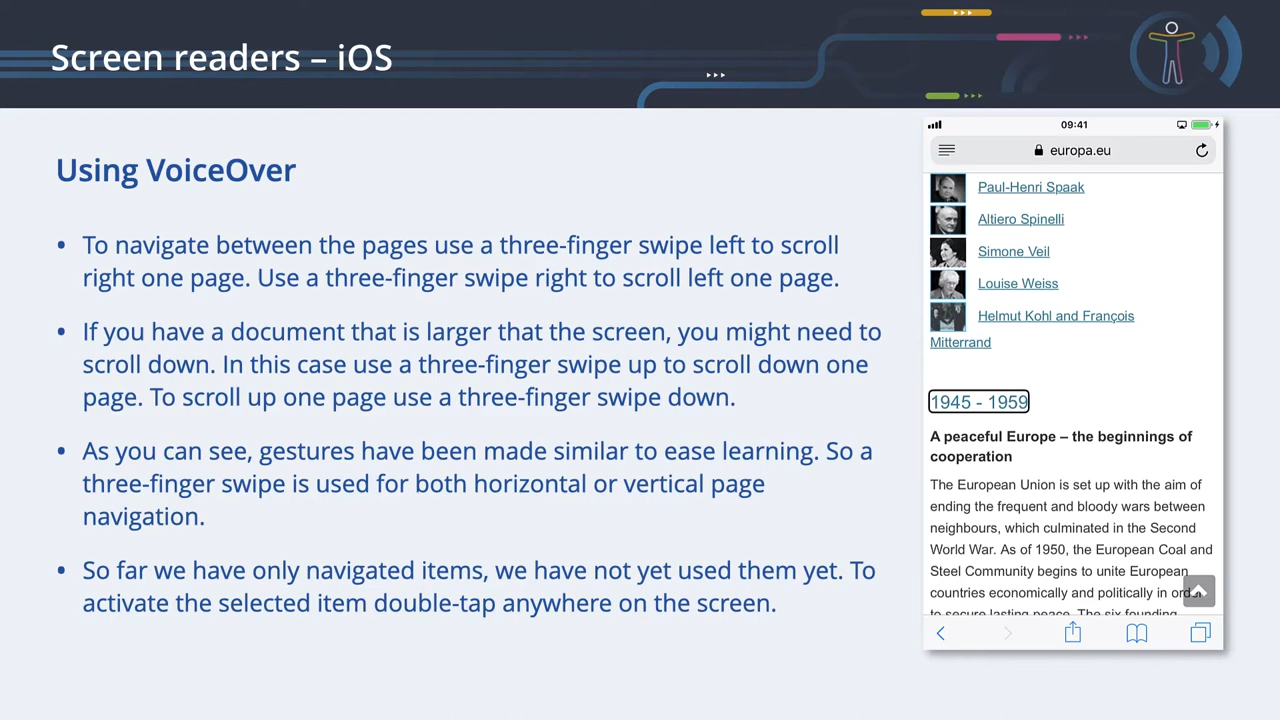 Screen readers – iOS
Using VoiceOver
• To navigate between the pages use a three-finger swipe left to scroll
right one page. Use a three-finger swipe right to scroll left one page.
• If you have a document that is larger that the screen, you might need to
scroll down. In this case use a three-finger swipe up to scroll down one
page. To scroll up one page use a three-finger swipe down.
• As you can see, gestures have been made similar to ease learning. So a
three-finger swipe is used for both horizontal or vertical page
navigation.
• So far we have only navigated items, we have not yet used them yet. To
activate the selected item double-tap anywhere on the screen.
09:41
europa.eu
Paul-Henri Spaak
Altiero Spinelli
Simone Veil
Louise Weiss
Helmut Kohl and François
Mitterrand
1945 - 1959
A peaceful Europe – the beginnings of
cooperation
The European Union is set up with the aim of
ending the frequent and bloody wars between
neighbours, which culminated in the Second
World War. As of 1950, the European Coal and
Steel Community begins to unite European
countries economically and politically in order
to secure lasting peace. The six founding